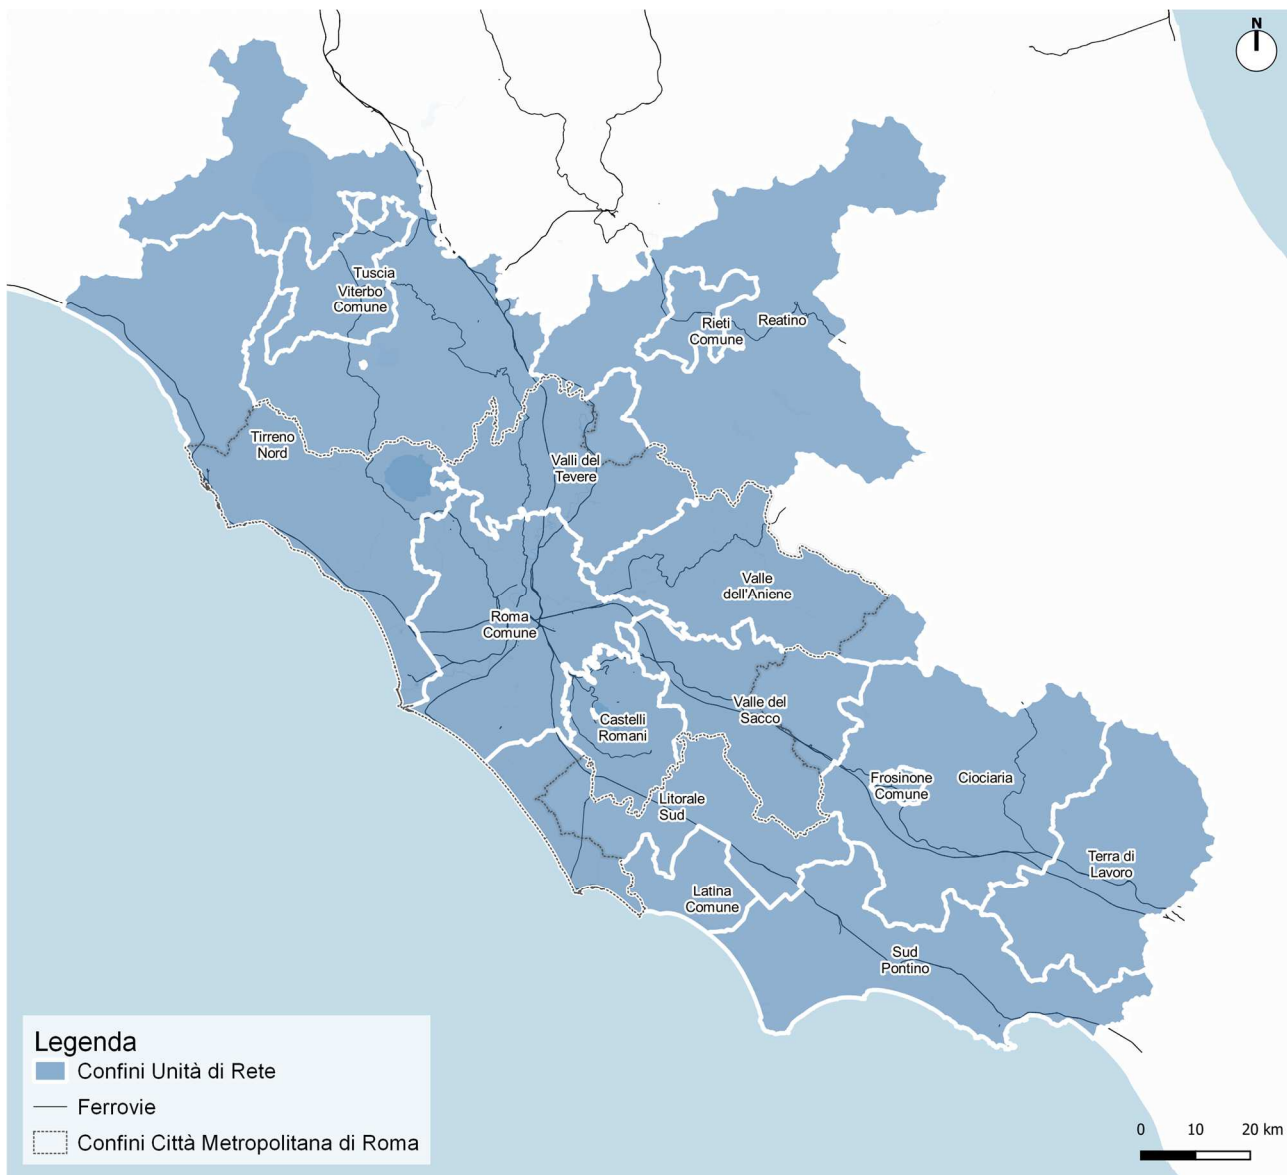 N
Tuscia
Viterbo
Comune
Rieti
Comune
Reatino
Tirreno
Nord
Valli del
Tevere
Valle
dell'Aniene
Roma
Comune
Castelli
Romani
Valle del
Sacco
Frosinone
Comune
Ciociaria
Litorale
Sud
Terra di
Lavoro
Latina
Comune
Sud
Pontino
Legenda
Confini Unità di Rete
Ferrovie
Confini Città Metropolitana di Roma
0 10 20 km